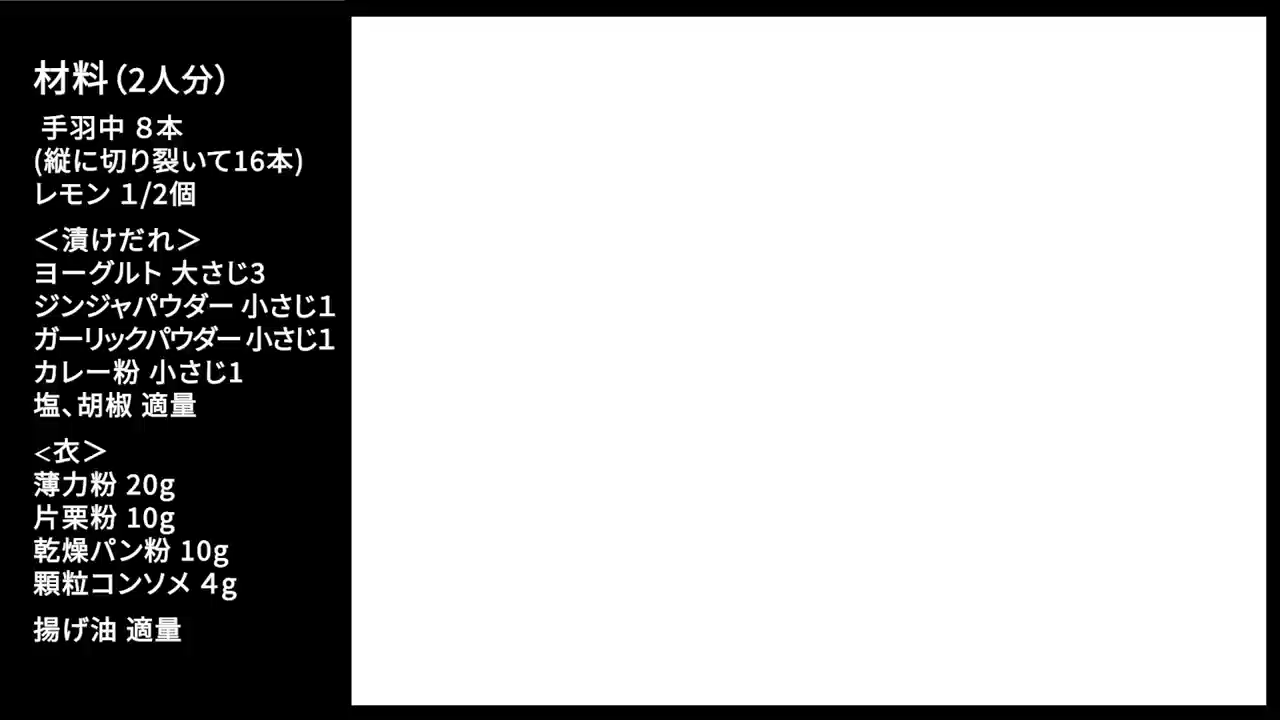 材料(2人分)
手羽中 8本
(縦に切り裂いて16本)
レモン 1/2個
＜漬けだれ＞
ヨーグルト 大さじ3
ジンジャパウダー 小さじ1
ガーリックパウダー 小さじ1
カレー粉 小さじ1
塩、胡椒 適量
<衣＞
薄力粉 20g
片栗粉 10g
乾燥パン粉 10g
顆粒コンソメ 4g
揚げ油 適量